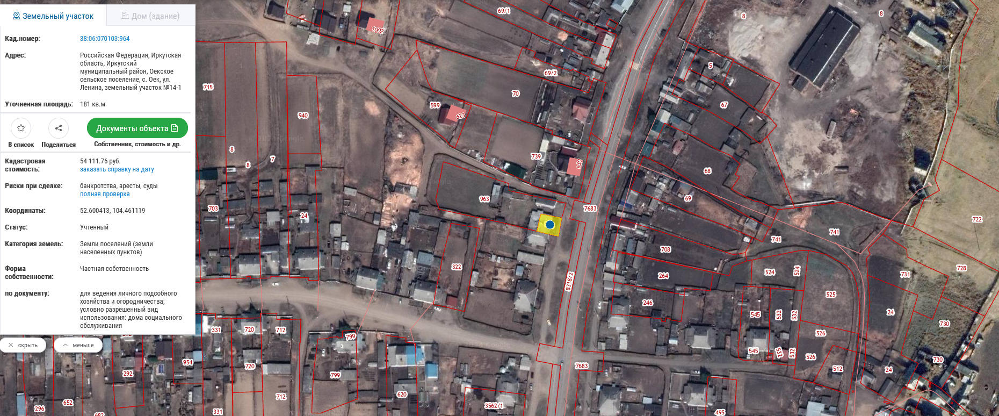 Земельный участок
Дом (здание)
Кад.номер:
38:06:070103:964
Адрес:
Российская Федерация, Иркутская
область, Иркутский
муниципальный район, Оекское
сельское поселение, с. Оек, ул.
Ленина, земельный участок №14-1
Уточненная площадь:
181 кв.м
В список
Поделиться
Документы объекта
Собственник, стоимость и др.
Кадастровая
стоимость:
54 111.76 руб.
заказать справку на дату
Риски при сделке:
банкротства, аресты, суды
полная проверка
Координаты:
52.600413, 104.461119
Статус:
Учтенный
Категория земель:
Земли поселений (земли
населенных пунктов)
Форма
собственности:
Частная собственность
по документу:
для ведения личного подсобного
хозяйства и огородничества;
условно разрешенный вид
использования: дома социального
обслуживания
скрыть
меньше
69/1
8
8
1002
5
69/2
715
70
67
599
623
940
8
8
7
739
630
68
963
69
703
7683
24
722
741
741
708
322
524
524
728
264
731
8318/2
525
246
24
545
532
532
730
331
720
712
526
799
545
532
532
526
730
954
720
7683
512
24
292
799
620
712
652
296
3562/1
331
495
682